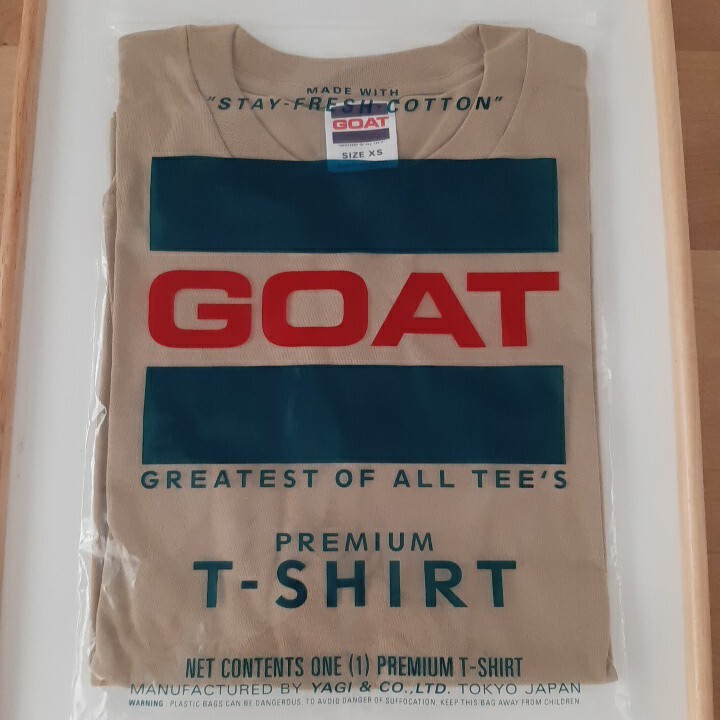 MADE WITH
"STAY-FRESH COTTON"
GOAT
SIZE XS
GOAT
GREATEST OF ALL TEE'S
PREMIUM
T-SHIRT
NET CONTENTS ONE (1) PREMIUM T-SHIRT
MANUFACTURED BY YAGI & CO.,LTD. TOKYO JAPAN
WARNING: PLASTIC BAGS CAN BE DANGEROUS. TO AVOID DANGER OF SUFFOCATION, KEEP THIS BAG AWAY FROM CHILDREN